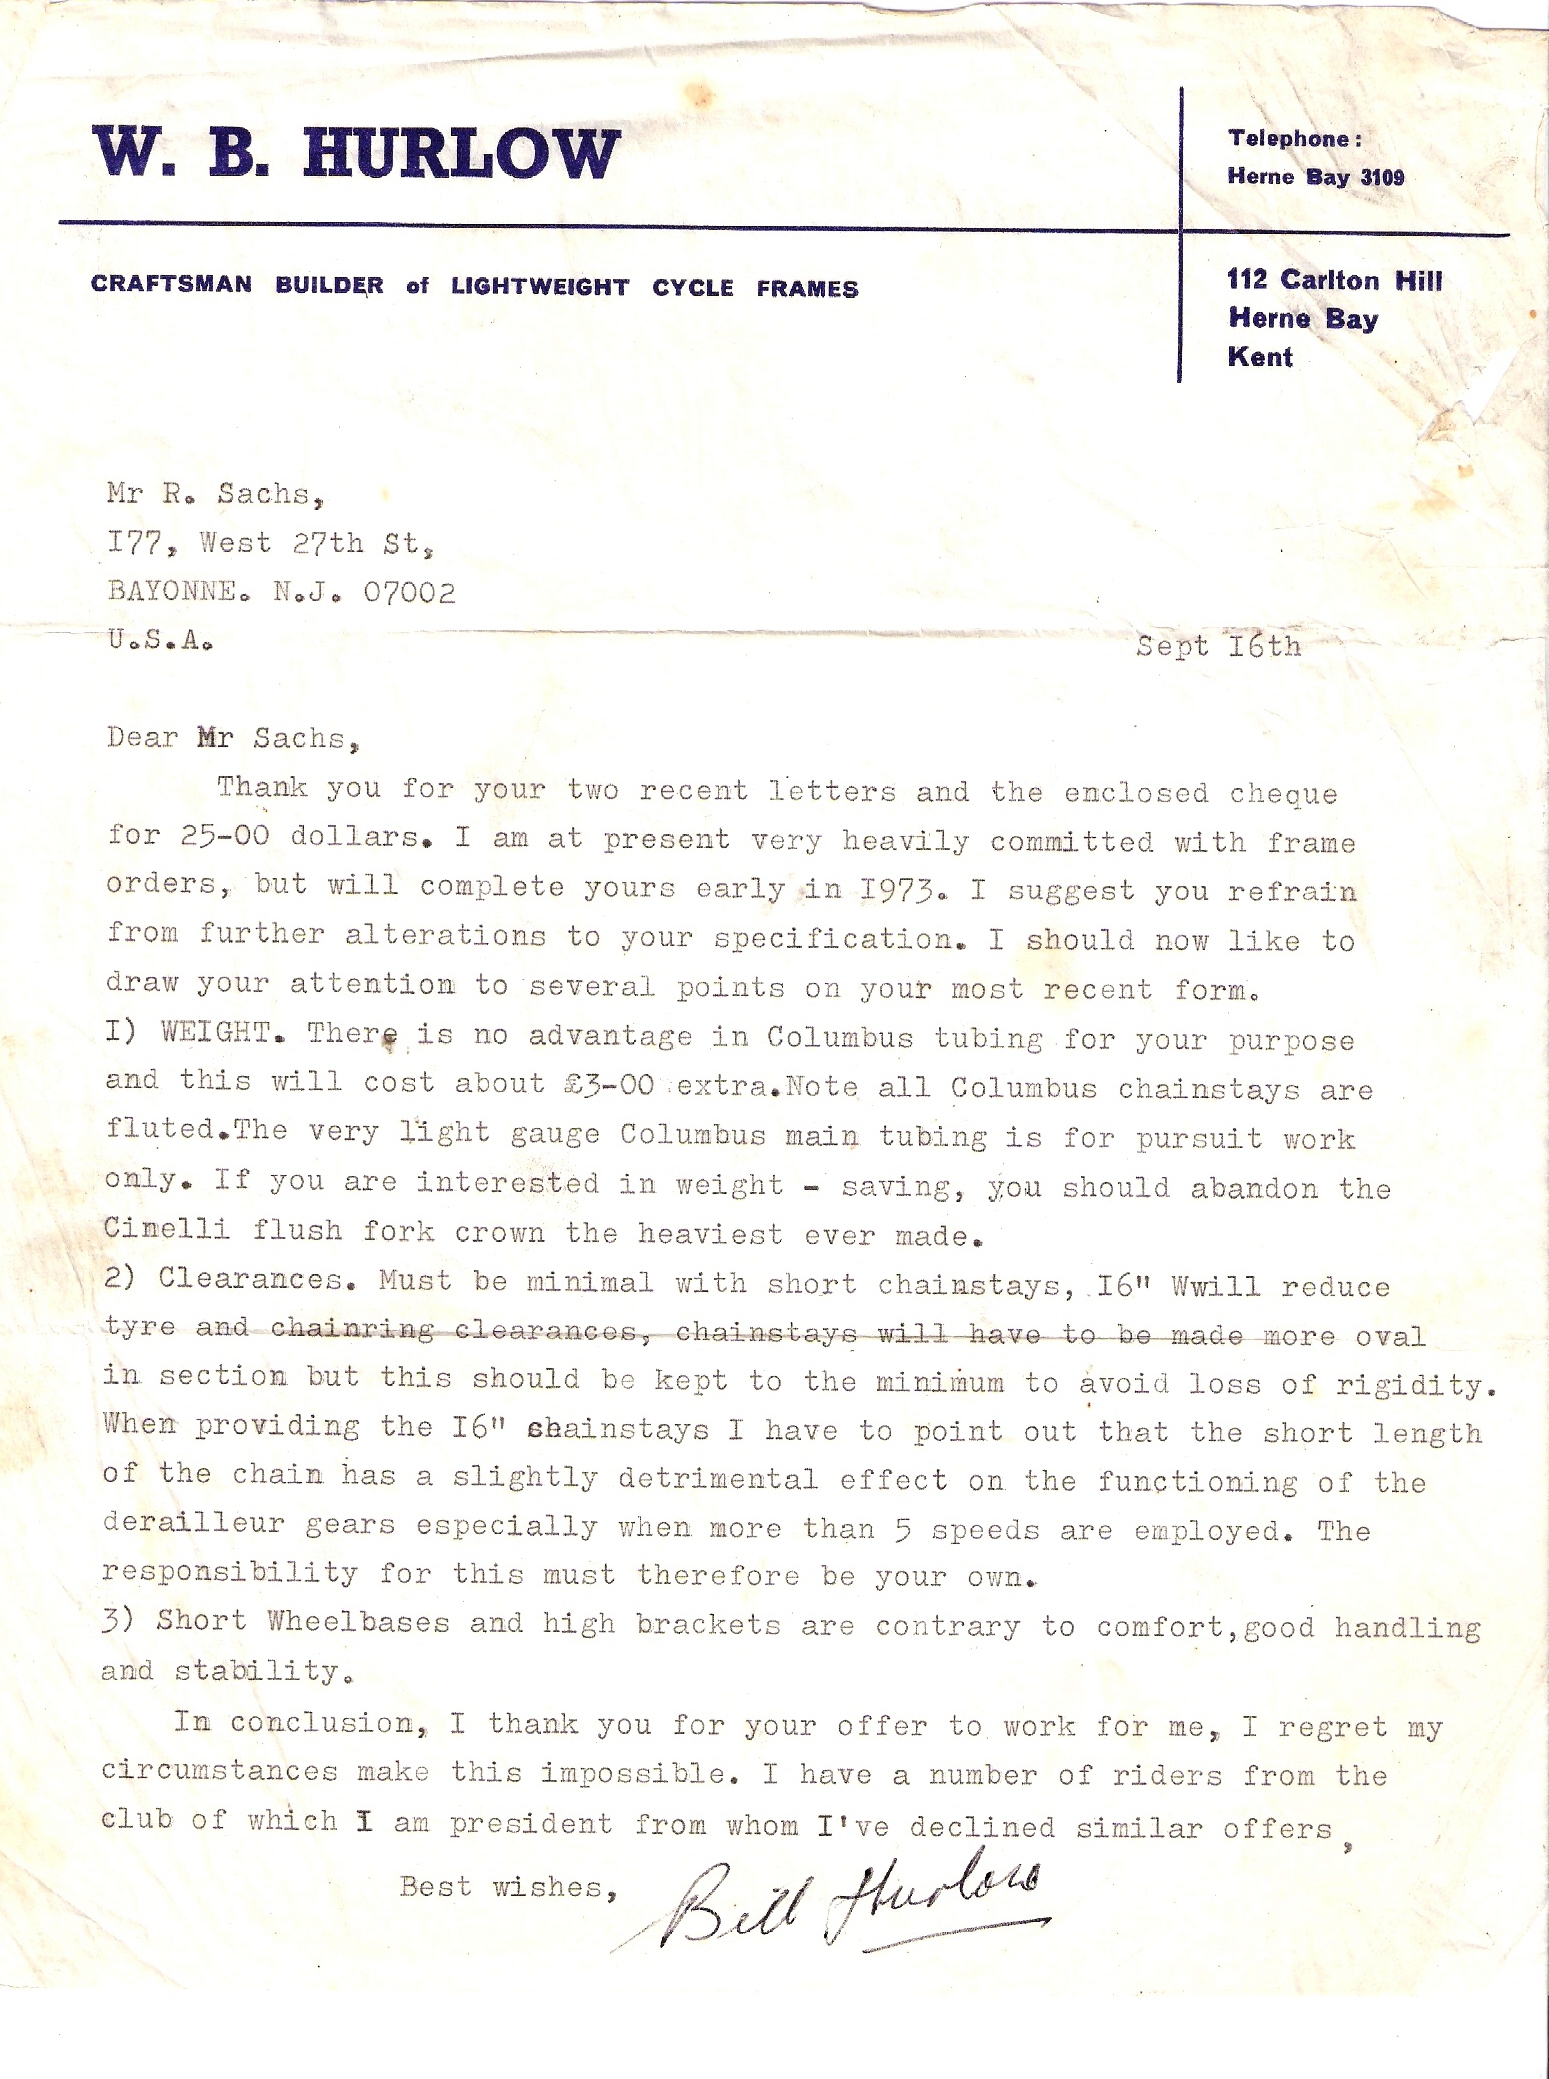 W. B. HURLOW
Telephone:
Herne Bay 3109
CRAFTSMAN BUILDER of LIGHTWEIGHT CYCLE FRAMES
112 Carlton Hill
Herne Bay
Kent
Mr R. Sachs,
I77, West 27th St,
BAYONNE. N.J. 07002
U.S.A.
Sept I6th
Dear Mr Sachs,
Thank you for your two recent letters and the enclosed cheque
for 25-00 dollars. I am at present very heavily committed with frame
orders, but will complete yours early in I973. I suggest you refrain
from further alterations to your specification. I should now like to
draw your attention to several points on your most recent form.
I) WEIGHT. There is no advantage in Columbus tubing for your purpose
and this will cost about £3-00 extra.Note all Columbus chainstays are
fluted.The very light gauge Columbus main tubing is for pursuit work
only. If you are interested in weight - saving, you should abandon the
Cinelli flush fork crown the heaviest ever made.
2) Clearances. Must be minimal with short chainstays, I6" Wwill reduce
tyre and chainring clearances, chainstays will have to be made more oval
in section but this should be kept to the minimum to avoid loss of rigidity.
When providing the I6" chainstays I have to point out that the short length
of the chain has a slightly detrimental effect on the functioning of the
derailleur gears especially when more than 5 speeds are employed. The
responsibility for this must therefore be your own.
3) Short Wheelbases and high brackets are contrary to comfort,good handling
and stability.
In conclusion, I thank you for your offer to work for me, I regret my
circumstances make this impossible. I have a number of riders from the
club of which I am president from whom I've declined similar offers,
Best wishes,
Bill Hurlow